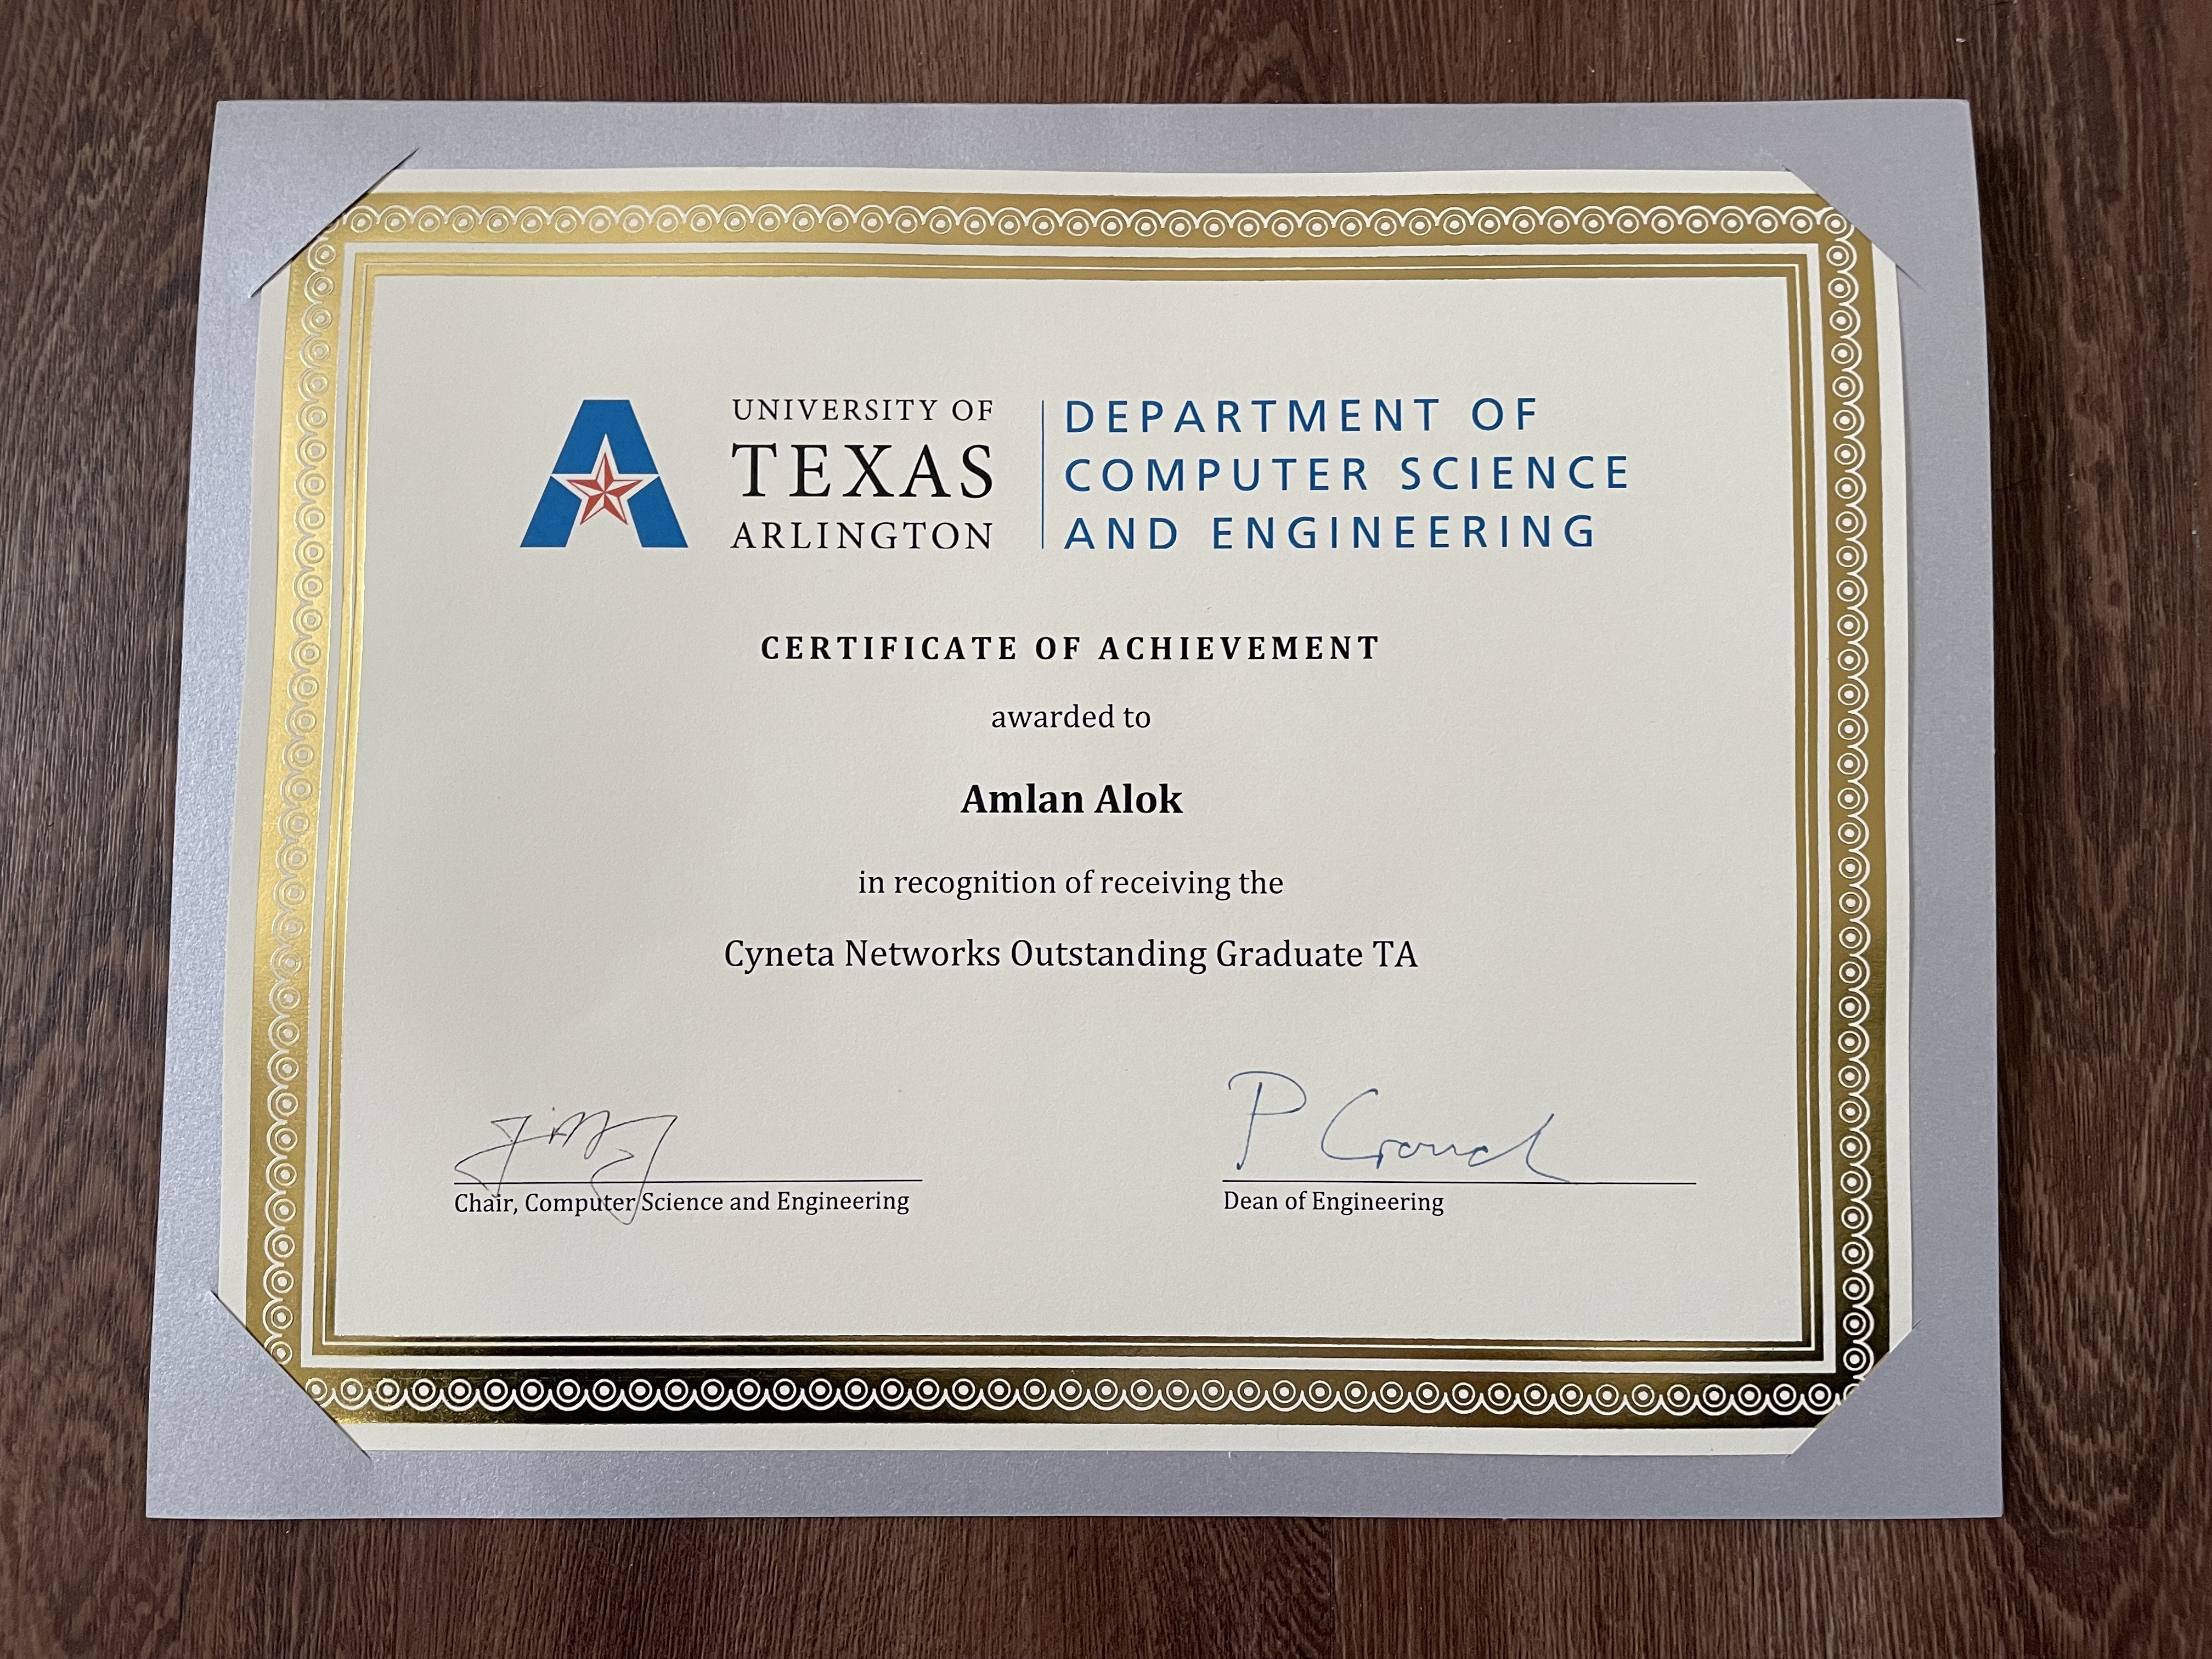 UNIVERSITY OF
TEXAS
ARLINGTON
DEPARTMENT OF
COMPUTER SCIENCE
AND ENGINEERING
CERTIFICATE OF ACHIEVEMENT
awarded to
Amlan Alok
in recognition of receiving the
Cyneta Networks Outstanding Graduate TA
P Crouch
Chair, Computer Science and Engineering
Dean of Engineering